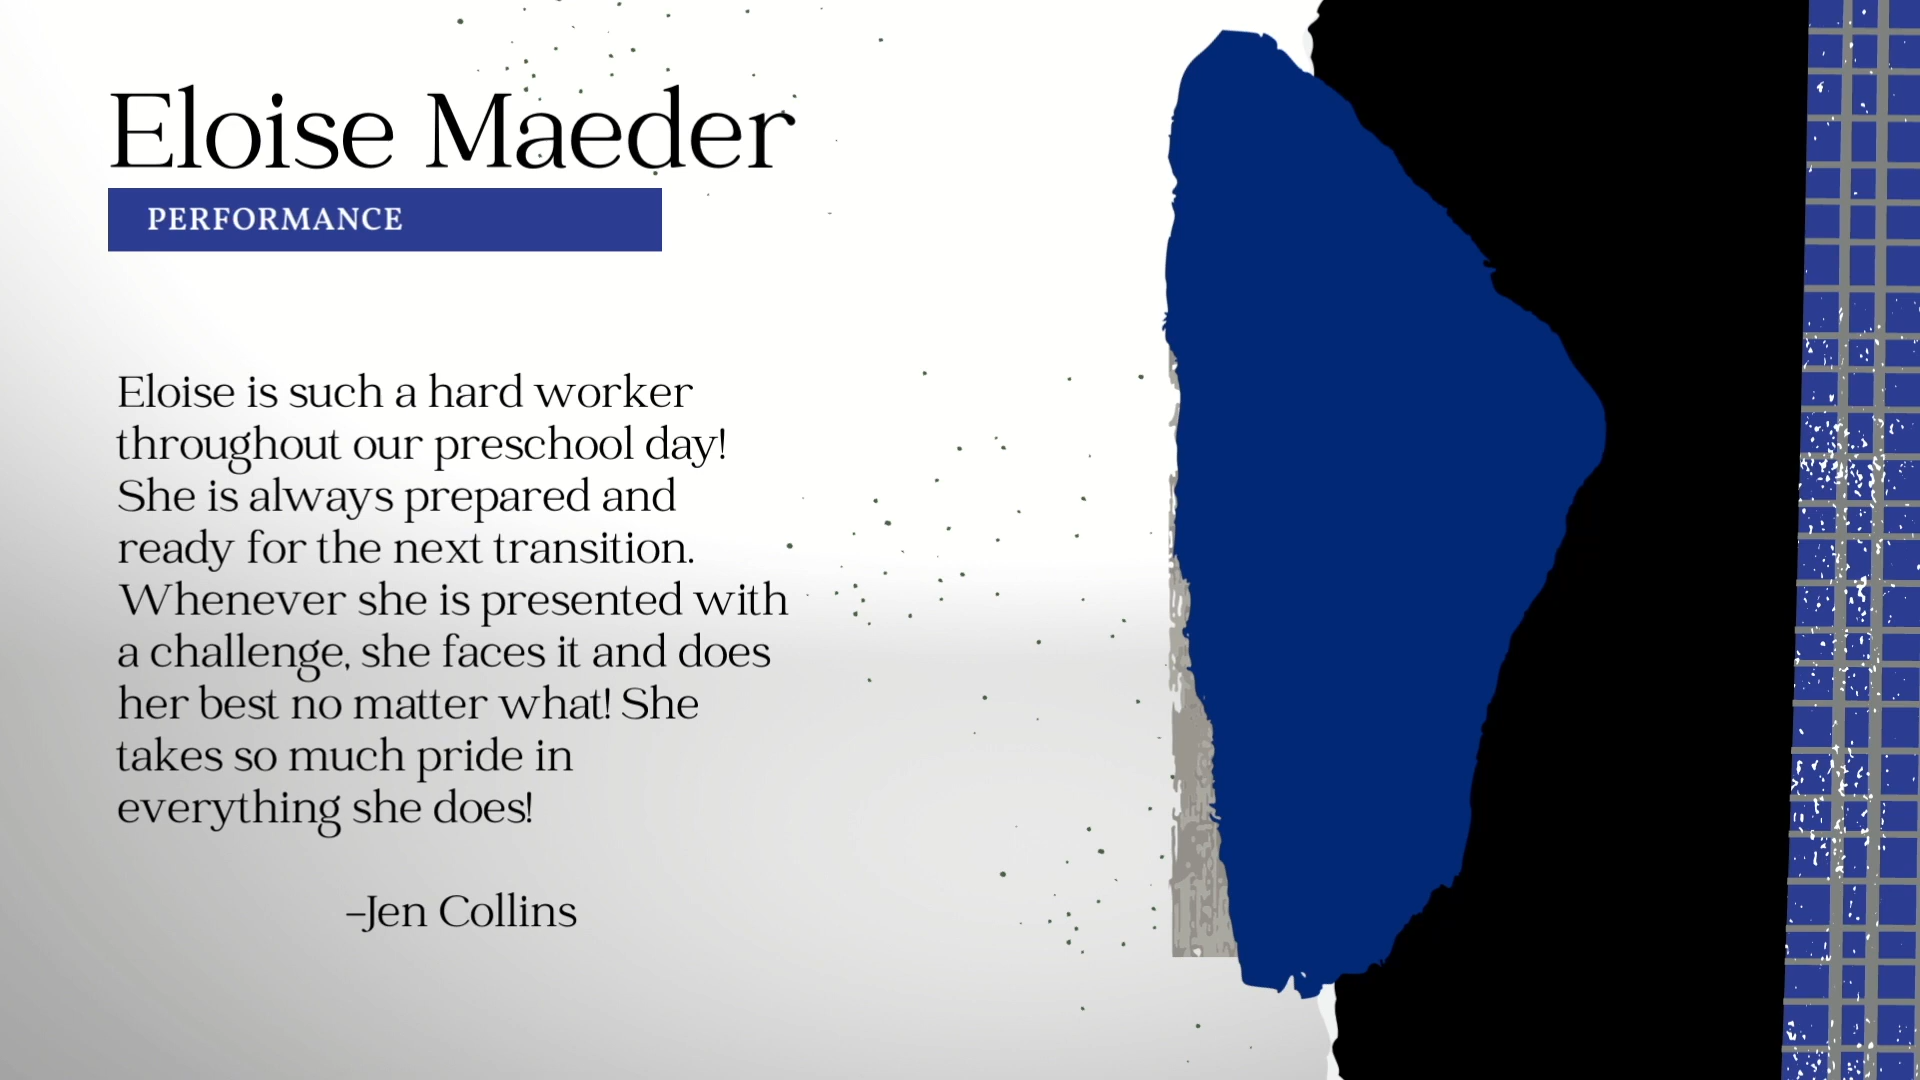 Eloise Maeder
PERFORMANCE
Eloise is such a hard worker
throughout our preschool day!
She is always prepared and
ready for the next transition.
Whenever she is presented with
a challenge, she faces it and does
her best no matter what! She
takes so much pride in
everything she does!
–Jen Collins